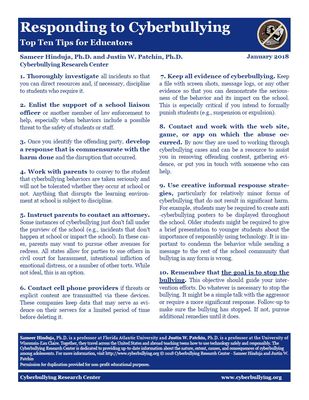 Responding to Cyberbullying
Top Ten Tips for Educators
Sameer Hinduja, Ph.D. and Justin W. Patchin, Ph.D.
Cyberbullying Research Center
January 2018
1. Thoroughly investigate all incidents so that
you can direct resources and, if necessary, discipline
to students who require it.
2. Enlist the support of a school liaison
officer or another member of law enforcement to
help, especially when behaviors include a possible
threat to the safety of students or staff.
3. Once you identify the offending party, develop
a response that is commensurate with the
harm done and the disruption that occurred.
4. Work with parents to convey to the student
that cyberbullying behaviors are taken seriously and
will not be tolerated whether they occur at school or
not. Anything that disrupts the learning environ-
ment at school is subject to discipline.
5. Instruct parents to contact an attorney.
Some instances of cyberbullying just don't fall under
the purview of the school (e.g., incidents that don't
happen at school or impact the school). In these cas-
es, parents may want to pursue other avenues for
redress. All states allow for parties to sue others in
civil court for harassment, intentional infliction of
emotional distress, or a number of other torts. While
not ideal, this is an option.
6. Contact cell phone providers if threats or
explicit content are transmitted via these devices.
These companies keep data that may serve as evi-
dence on their servers for a limited period of time
before deleting it.
7. Keep all evidence of cyberbullying. Keep
a file with screen shots, message logs, or any other
evidence so that you can demonstrate the serious-
ness of the behavior and its impact on the school.
This is especially critical if you intend to formally
punish students (e.g., suspension or expulsion).
8. Contact and work with the web site,
game, or app on which the abuse oc-
curred. By now they are used to working through
cyberbullying cases and can be a resource to assist
you in removing offending content, gathering evi-
dence, or put you in touch with someone who can
help.
9. Use creative informal response strate-
gies, particularly for relatively minor forms of
cyberbullying that do not result in significant harm.
For example, students may be required to create anti
-cyberbullying posters to be displayed throughout
the school. Older students might be required to give
a brief presentation to younger students about the
importance of responsibly using technology. It is im-
portant to condemn the behavior while sending a
message to the rest of the school community that
bullying in any form is wrong.
10. Remember that the goal is to stop the
bullying. This objective should guide your inter-
vention efforts. Do whatever is necessary to stop the
bullying. It might be a simple talk with the aggressor
or require a more significant response. Follow-up to
make sure the bullying has stopped. If not, pursue
additional remedies until it does.
Sameer Hinduja, Ph.D. is a professor at Florida Atlantic University and Justin W. Patchin, Ph.D. is a professor at the University of
Wisconsin-Eau Claire. Together, they travel across the United States and abroad training teens how to use technology safely and responsibly. The
Cyberbullying Research Center is dedicated to providing up-to-date information about the nature, extent, causes, and consequences of cyberbullying
among adolescents. For more information, visit http://www.cyberbullying.org © 2018 Cyberbullying Research Center - Sameer Hinduja and Justin W.
Patchin
Permission for duplication provided for non-profit educational purposes.
Cyberbullying Research Center
www.cyberbullying.org